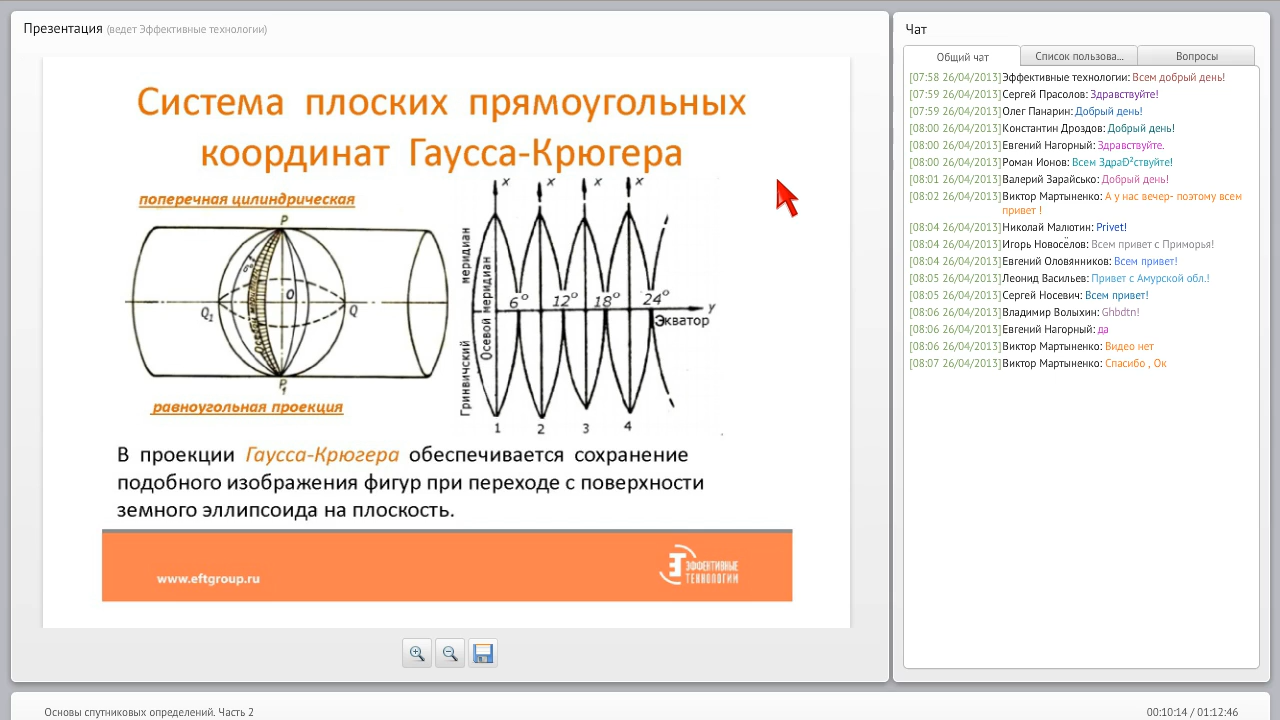 Презентация (ведет Эффективные технологии)
Система плоских прямоугольных
координат Гаусса-Крюгера
поперечная цилиндрическая
P
O
Q₁
Q
P₁
равноугольная проекция
x x x x
Гринвичский меридиан
Осевой меридиан
6° 12° 18° 24°
y
Экватор
1 2 3 4
В проекции Гаусса-Крюгера обеспечивается сохранение
подобного изображения фигур при переходе с поверхности
земного эллипсоида на плоскость.
www.eftgroup.ru
ЭФФЕКТИВНЫЕ
ТЕХНОЛОГИИ
Чат
Общий чат
Список пользова...
Вопросы
[07:58 26/04/2013]Эффективные технологии: Всем добрый день!
[07:59 26/04/2013]Сергей Прасолов: Здравствуйте!
[07:59 26/04/2013]Олег Панарин: Добрый день!
[08:00 26/04/2013]Константин Дроздов: Добрый день!
[08:00 26/04/2013]Евгений Нагорный: Здравствуйте.
[08:00 26/04/2013]Роман Ионов: Всем ЗдраÐ²ствуйте!
[08:01 26/04/2013]Валерий Зарайсько: Добрый день!
[08:02 26/04/2013]Виктор Мартыненко: А у нас вечер- поэтому всем
привет !
[08:04 26/04/2013]Николай Малютин: Privet!
[08:04 26/04/2013]Игорь Новосёлов: Всем привет с Приморья!
[08:04 26/04/2013]Евгений Оловянников: Всем привет!
[08:05 26/04/2013]Леонид Васильев: Привет с Амурской обл.!
[08:05 26/04/2013]Сергей Носевич: Всем привет!
[08:06 26/04/2013]Владимир Волыхин: Ghbdtn!
[08:06 26/04/2013]Евгений Нагорный: да
[08:06 26/04/2013]Виктор Мартыненко: Видео нет
[08:07 26/04/2013]Виктор Мартыненко: Спасибо , Ок
Основы спутниковых определений. Часть 2
00:10:14 / 01:12:46